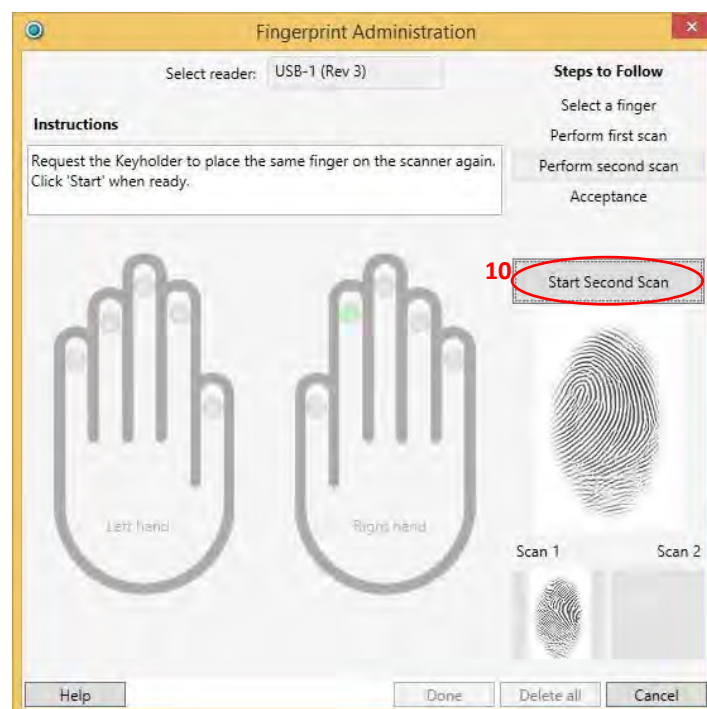 Fingerprint Administration
Select reader: USB-1 (Rev 3)
Steps to Follow
Select a finger
Instructions
Perform first scan
Request the Keyholder to place the same finger on the scanner again.
Click 'Start' when ready.
Perform second scan
Acceptance
10
Start Second Scan
Left hand
Right hand
Scan 1
Scan 2
Help
Done
Delete all
Cancel